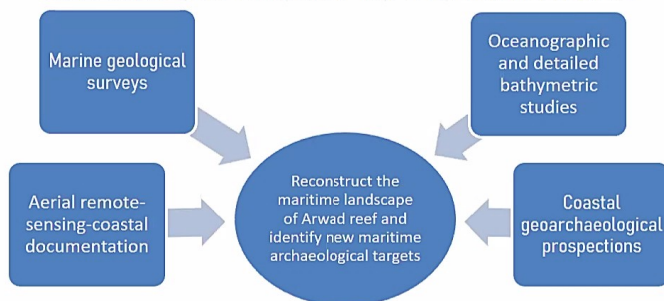 Marine geological
surveys
Oceanographic
and detailed
bathymetric
studies
Aerial remote-
sensing-coastal
documentation
Reconstruct the
maritime landscape
of Arwad reef and
identify new maritime
archaeological targets
Coastal
geoarchaeological
prospections